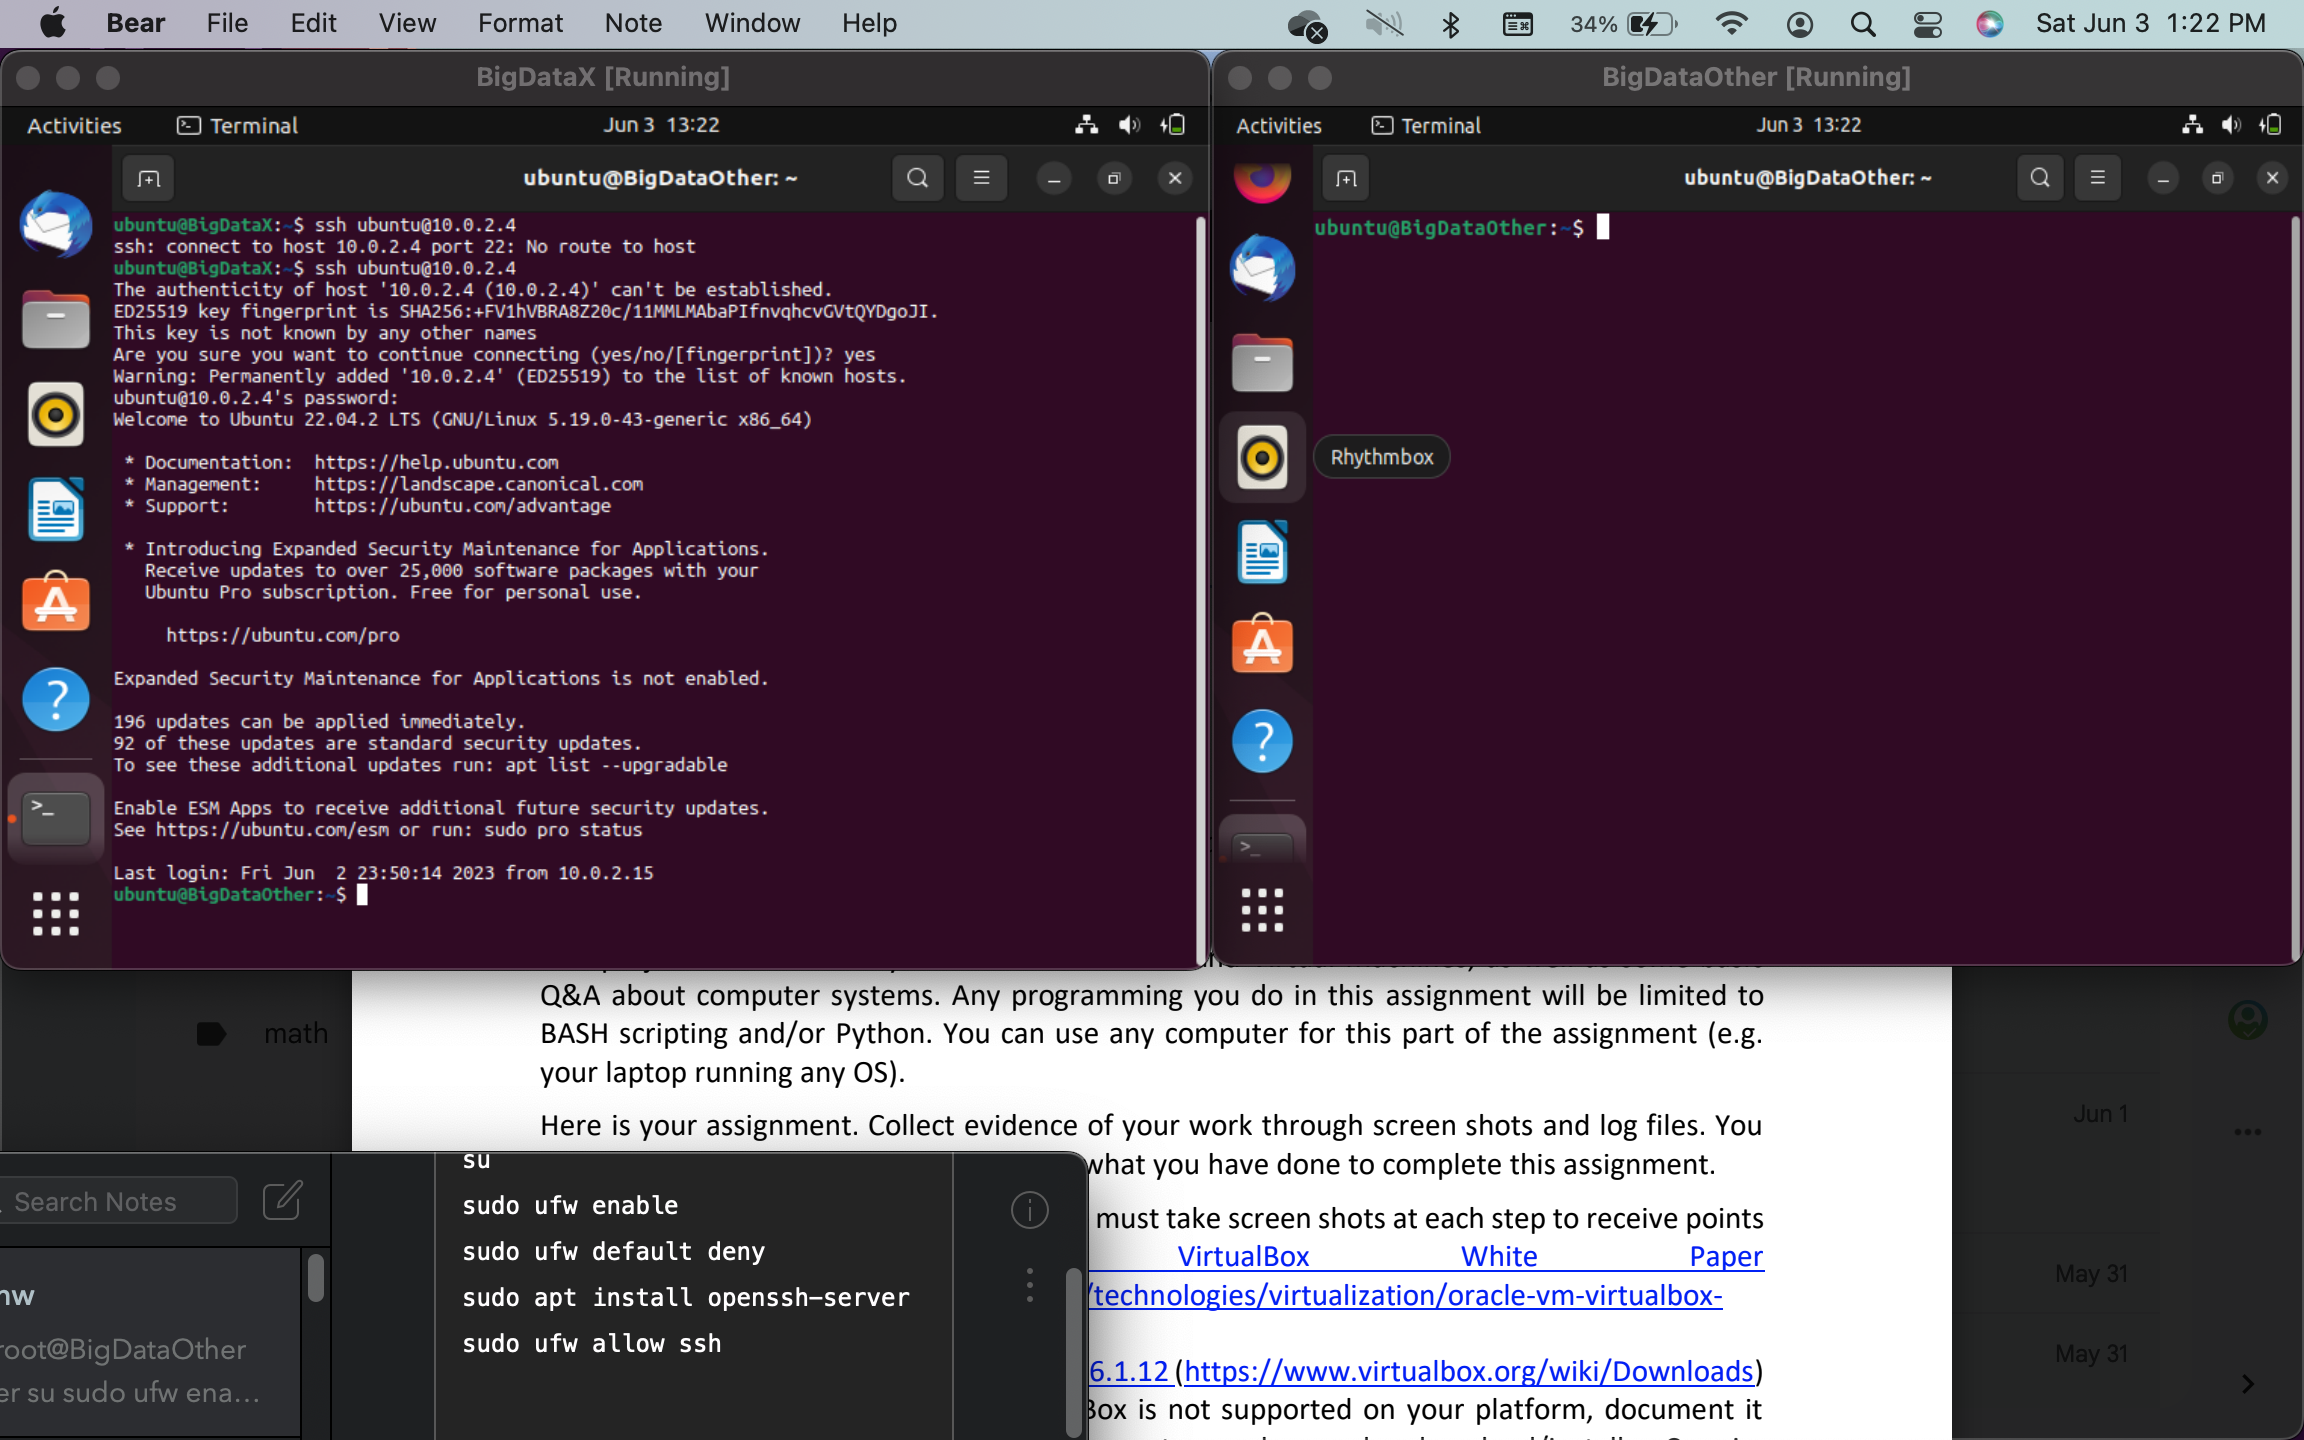 Bear File Edit View Format Note Window Help 34% Sat Jun 3 1:22 PM
BigDataX [Running]
Activities Terminal Jun 3 13:22
ubuntu@BigDataOther: ~
ubuntu@BigDataX:~$ ssh ubuntu@10.0.2.4
ssh: connect to host 10.0.2.4 port 22: No route to host
ubuntu@BigDataX:~$ ssh ubuntu@10.0.2.4
The authenticity of host '10.0.2.4 (10.0.2.4)' can't be established.
ED25519 key fingerprint is SHA256:+FV1hVBRA8Z20c/11MMLMAbaPIfnvqhcvGVtQYDgoJI.
This key is not known by any other names
Are you sure you want to continue connecting (yes/no/[fingerprint])? yes
Warning: Permanently added '10.0.2.4' (ED25519) to the list of known hosts.
ubuntu@10.0.2.4's password:
Welcome to Ubuntu 22.04.2 LTS (GNU/Linux 5.19.0-43-generic x86_64)
* Documentation: https://help.ubuntu.com
* Management: https://landscape.canonical.com
* Support: https://ubuntu.com/advantage
* Introducing Expanded Security Maintenance for Applications.
Receive updates to over 25,000 software packages with your
Ubuntu Pro subscription. Free for personal use.
https://ubuntu.com/pro
Expanded Security Maintenance for Applications is not enabled.
196 updates can be applied immediately.
92 of these updates are standard security updates.
To see these additional updates run: apt list --upgradable
Enable ESM Apps to receive additional future security updates.
See https://ubuntu.com/esm or run: sudo pro status
Last login: Fri Jun 2 23:50:14 2023 from 10.0.2.15
ubuntu@BigDataOther:~$
BigDataOther [Running]
Activities Terminal Jun 3 13:22
ubuntu@BigDataOther: ~
ubuntu@BigDataOther:~$
Rhythmbox
Q&A about computer systems. Any programming you do in this assignment will be limited to
BASH scripting and/or Python. You can use any computer for this part of the assignment (e.g.
your laptop running any OS).
Here is your assignment. Collect evidence of your work through screen shots and log files. You
what you have done to complete this assignment.
must take screen shots at each step to receive points
VirtualBox White Paper
/technologies/virtualization/oracle-vm-virtualbox-
6.1.12 (https://www.virtualbox.org/wiki/Downloads)
Box is not supported on your platform, document it
math
Jun 1
May 31
May 31
Search Notes
nw
root@BigDataOther
er su sudo ufw ena...
su
sudo ufw enable
sudo ufw default deny
sudo apt install openssh-server
sudo ufw allow ssh